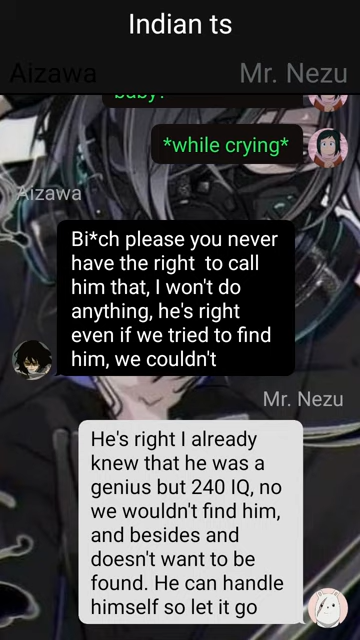 Indian ts
Aizawa
Mr. Nezu
baby?
*while crying*
Aizawa
Bi*ch please you never
have the right to call
him that, I won't do
anything, he's right
even if we tried to find
him, we couldn't
Mr. Nezu
He's right I already
knew that he was a
genius but 240 IQ, no
we wouldn't find him,
and besides and
doesn't want to be
found. He can handle
himself so let it go